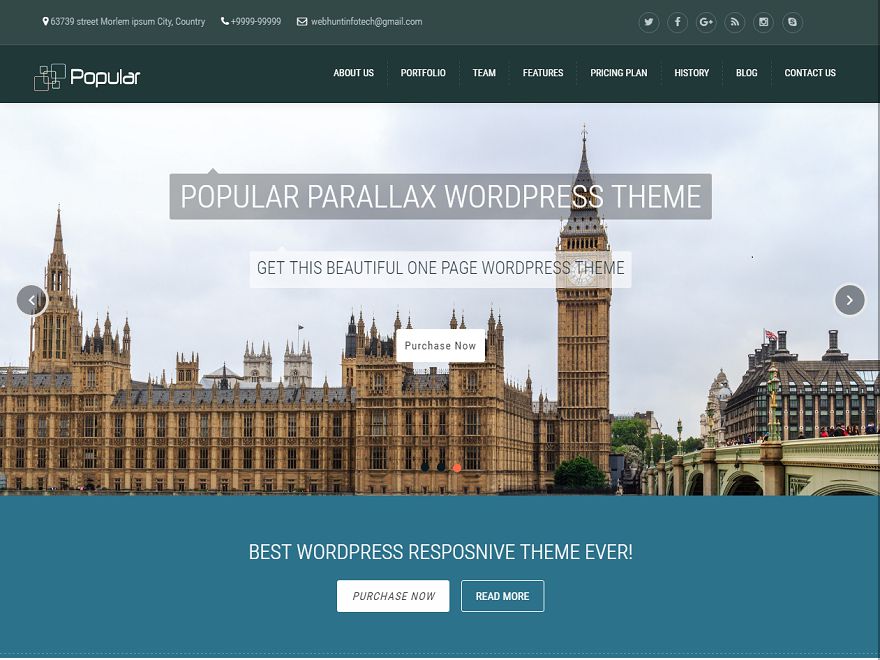 63739 street Morlem ipsum City, Country +9999-99999 webhuntinfotech@gmail.com
Popular
ABOUT US PORTFOLIO TEAM FEATURES PRICING PLAN HISTORY BLOG CONTACT US
POPULAR PARALLAX WORDPRESS THEME
GET THIS BEAUTIFUL ONE PAGE WORDPRESS THEME
Purchase Now
BEST WORDPRESS RESPOSNIVE THEME EVER!
PURCHASE NOW READ MORE